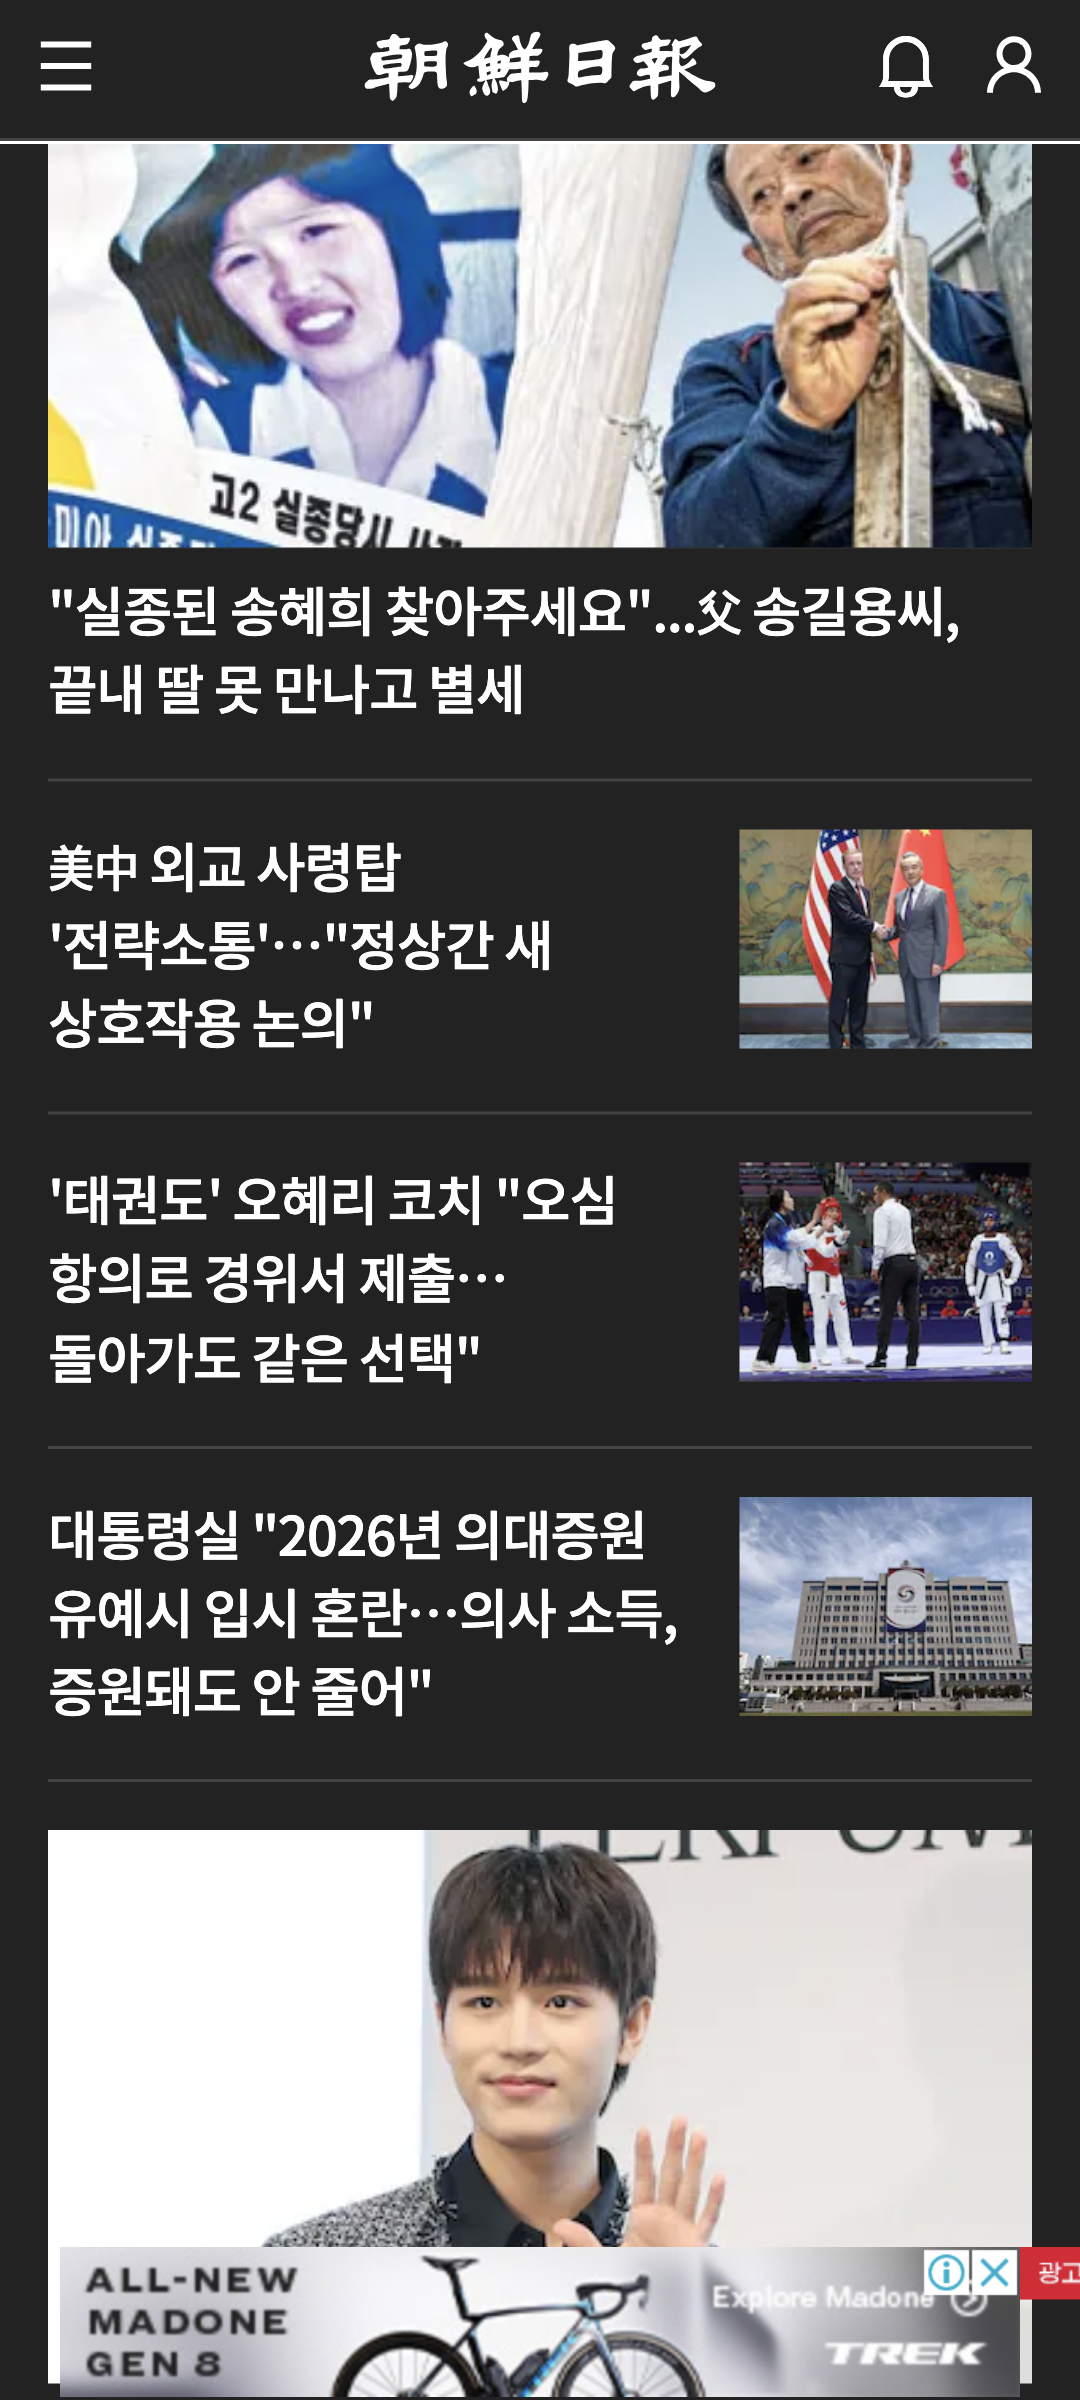 朝鮮日報
고2 실종당시 사진
"실종된 송혜희 찾아주세요"...父 송길용씨,
끝내 딸 못 만나고 별세
美中 외교 사령탑
'전략소통'…"정상간 새
상호작용 논의"
'태권도' 오혜리 코치 "오심
항의로 경위서 제출…
돌아가도 같은 선택"
대통령실 "2026년 의대증원
유예시 입시 혼란…의사 소득,
증원돼도 안 줄어"
ALL-NEW
MADONE
GEN 8
Explore Madone
TREK
광고